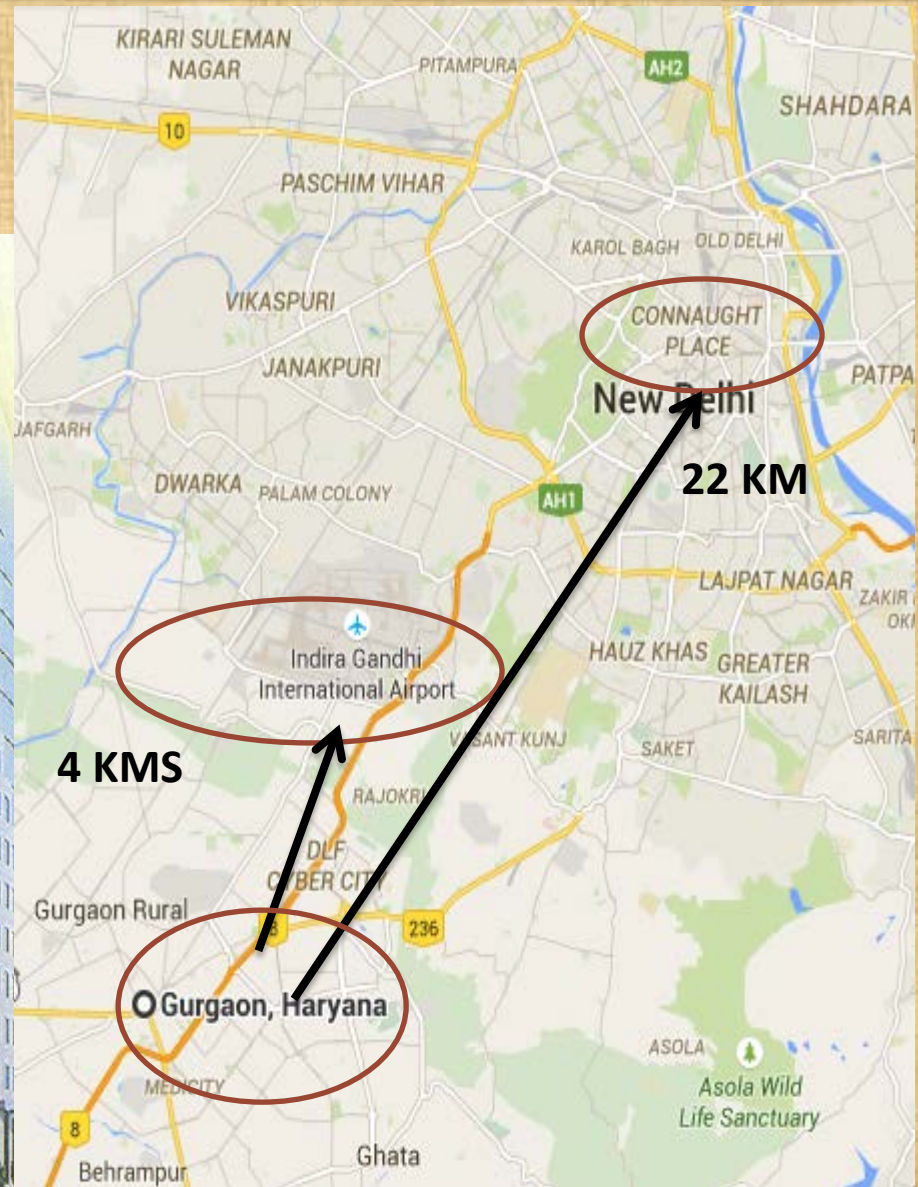 KIRARI SULEMAN
NAGAR
PITAMPURA
AH2
SHAHDARA
10
PASCHIM VIHAR
KAROL BAGH
OLD DELHI
VIKASPURI
CONNAUGHT
PLACE
JANAKPURI
New Delhi
PATPA
JAFGARH
22 KM
DWARKA
PALAM COLONY
AH1
LAJPAT NAGAR
ZAKIR
OK
Indira Gandhi
International Airport
HAUZ KHAS
GREATER
KAILASH
VASANT KUNJ
SAKET
SARITA
4 KMS
RAJOKRI
DLF
CYBER CITY
Gurgaon Rural
8
236
Gurgaon, Haryana
ASOLA
MEDICITY
Asola Wild
Life Sanctuary
8
Ghata
Behrampur